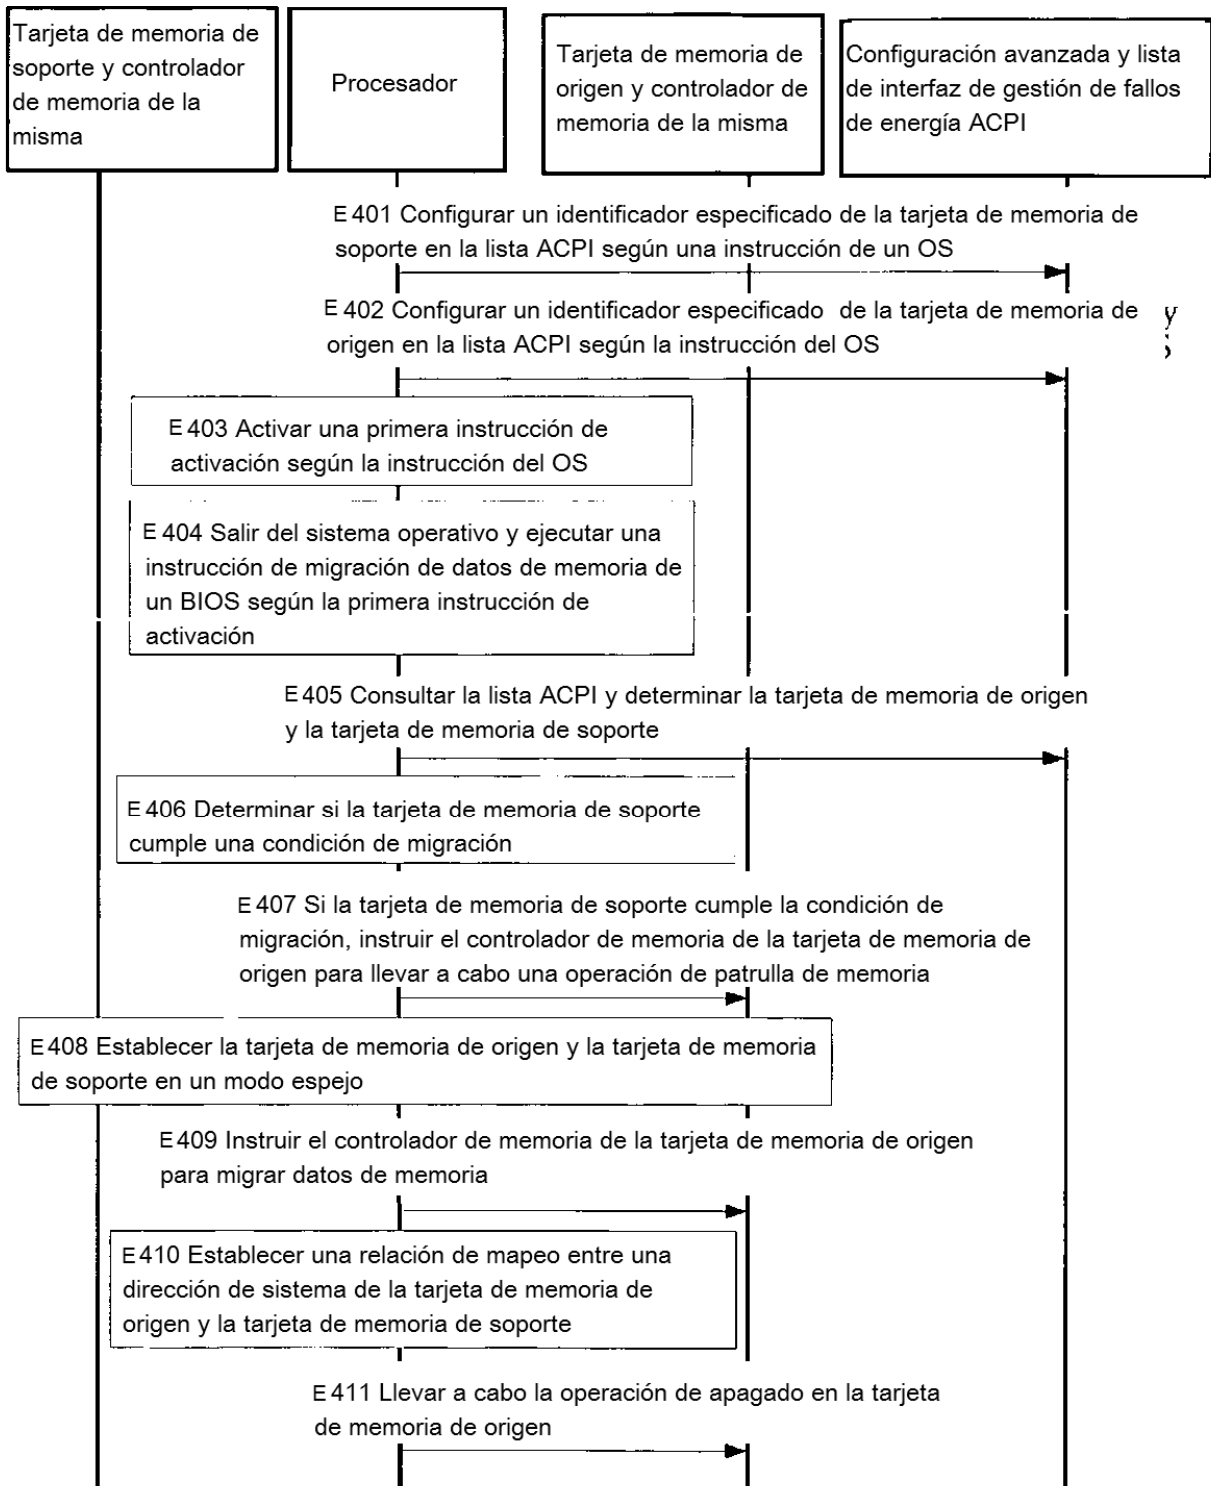 Tarjeta de memoria de
soporte y controlador
de memoria de la
misma
Procesador
Tarjeta de memoria de
origen y controlador de
memoria de la misma
Configuración avanzada y lista
de interfaz de gestión de fallos
de energía ACPI
E 401 Configurar un identificador especificado de la tarjeta de memoria de
soporte en la lista ACPI según una instrucción de un OS
E 402 Configurar un identificador especificado de la tarjeta de memoria de
origen en la lista ACPI según la instrucción del OS
y
E 403 Activar una primera instrucción de
activación según la instrucción del OS
E 404 Salir del sistema operativo y ejecutar una
instrucción de migración de datos de memoria de
un BIOS según la primera instrucción de
activación
E 405 Consultar la lista ACPI y determinar la tarjeta de memoria de origen
y la tarjeta de memoria de soporte
E 406 Determinar si la tarjeta de memoria de soporte
cumple una condición de migración
E 407 Si la tarjeta de memoria de soporte cumple la condición de
migración, instruir el controlador de memoria de la tarjeta de memoria de
origen para llevar a cabo una operación de patrulla de memoria
E 408 Establecer la tarjeta de memoria de origen y la tarjeta de memoria
de soporte en un modo espejo
E 409 Instruir el controlador de memoria de la tarjeta de memoria de origen
para migrar datos de memoria
E 410 Establecer una relación de mapeo entre una
dirección de sistema de la tarjeta de memoria de
origen y la tarjeta de memoria de soporte
E 411 Llevar a cabo la operación de apagado en la tarjeta
de memoria de origen